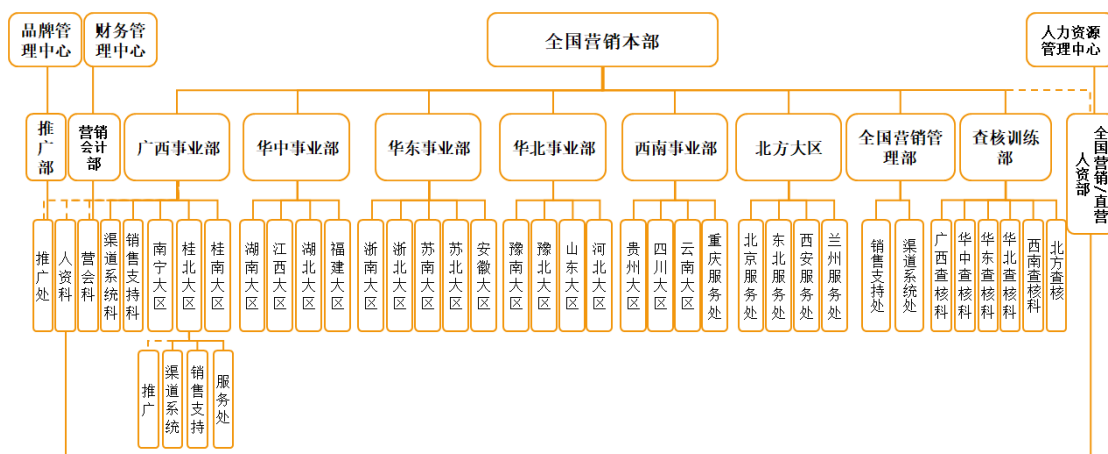 品牌管
理中心
财务管
理中心
全国营销本部
人力资源
管理中心
推广部
营销
会计
部
广西事业部
华中事业部
华东事业部
华北事业部
西南事业部
北方大区
全国营销管
理部
查核训练
部
全国营销/直营
人资部
推广处
人资科
营会科
渠道系统科
销售支持科
南宁大区
桂北大区
桂南大区
湖南大区
江西大区
湖北大区
福建大区
浙南大区
浙北大区
苏南大区
苏北大区
安徽大区
豫南大区
豫北大区
山东大区
河北大区
贵州大区
四川大区
云南大区
重庆服务处
北京服务处
东北服务处
西安服务处
兰州服务处
销售支持处
渠道系统处
广西查核科
华中查核科
华东查核科
华北查核科
西南查核科
北方查核
推广
渠道系统
销售支持
服务处